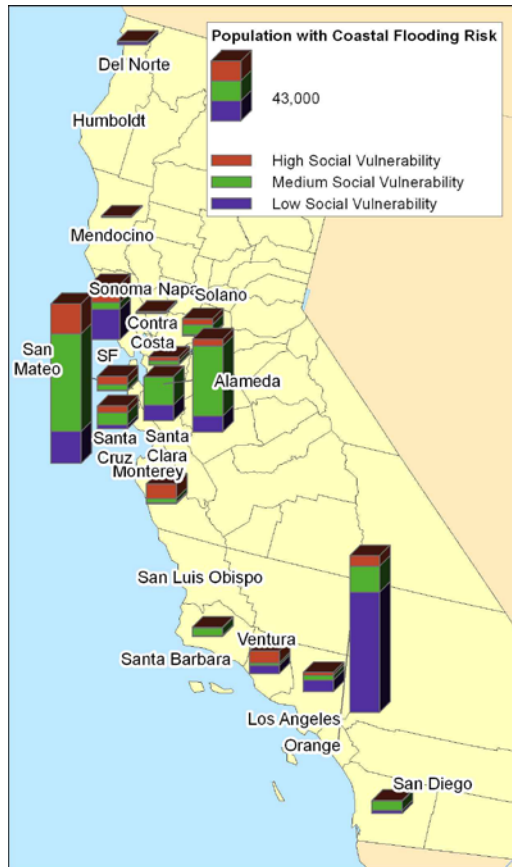 Population with Coastal Flooding Risk
43,000
High Social Vulnerability
Medium Social Vulnerability
Low Social Vulnerability
Del Norte
Humboldt
Mendocino
Sonoma
Napa
Solano
Contra
Costa
San
Mateo
SF
Alameda
Santa
Cruz
Santa
Clara
Monterey
San Luis Obispo
Ventura
Santa Barbara
Los Angeles
Orange
San Diego